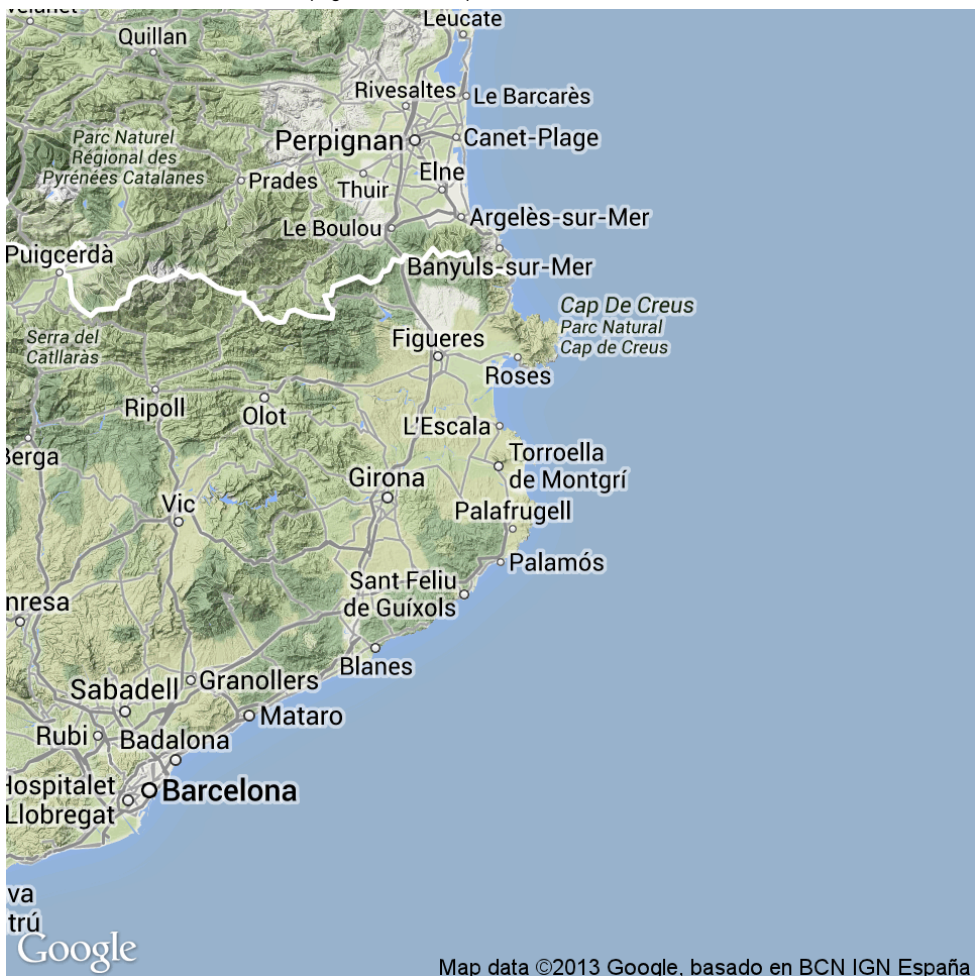 Leucate
Quillan
Rivesaltes
Le Barcarès
Parc Naturel
Régional des
Pyrénées Catalanes
Perpignan
Canet-Plage
Prades
Thuir
Elne
Le Boulou
Argelès-sur-Mer
Puigcerdà
Banyuls-sur-Mer
Cap De Creus
Parc Natural
Cap de Creus
Serra del
Catllaràs
Figueres
Roses
Ripoll
Olot
L'Escala
Berga
Torroella
de Montgrí
Girona
Vic
Palafrugell
Palamós
Sant Feliu
de Guíxols
nresa
Blanes
Granollers
Sabadell
Mataro
Rubi
Badalona
Hospitalet
Llobregat
Barcelona
va
trú
Google
Map data ©2013 Google, basado en BCN IGN España